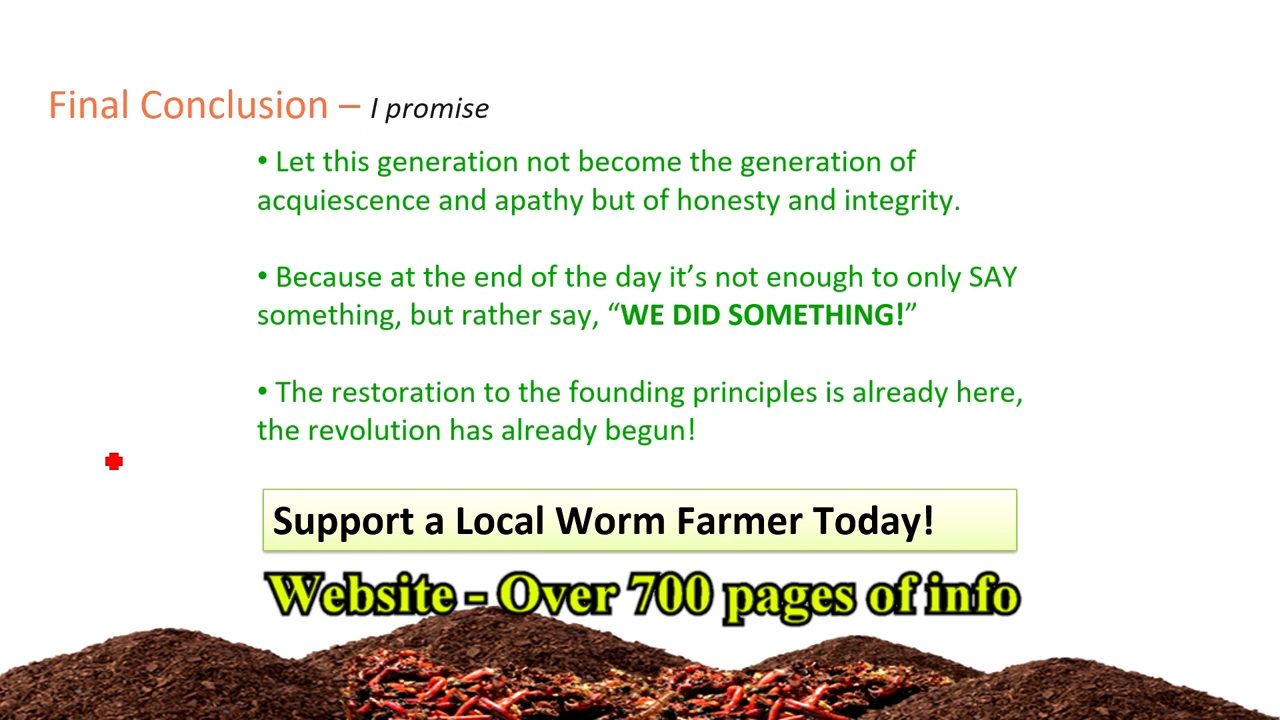 Final Conclusion – I promise
• Let this generation not become the generation of
acquiescence and apathy but of honesty and integrity.
• Because at the end of the day it’s not enough to only SAY
something, but rather say, “WE DID SOMETHING!”
• The restoration to the founding principles is already here,
the revolution has already begun!
Support a Local Worm Farmer Today!
Website - Over 700 pages of info